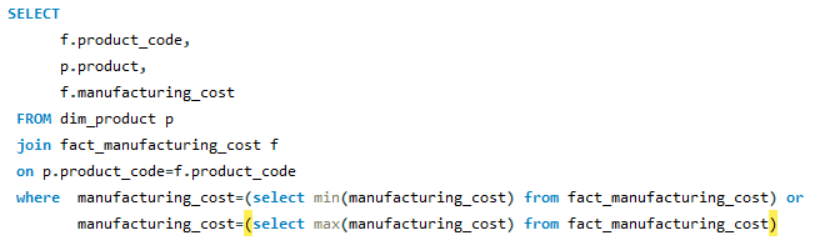 SELECT
f.product_code,
p.product,
f.manufacturing_cost
FROM dim_product p
join fact_manufacturing_cost f
on p.product_code=f.product_code
where  manufacturing_cost=(select min(manufacturing_cost) from fact_manufacturing_cost) or
manufacturing_cost=(select max(manufacturing_cost) from fact_manufacturing_cost)